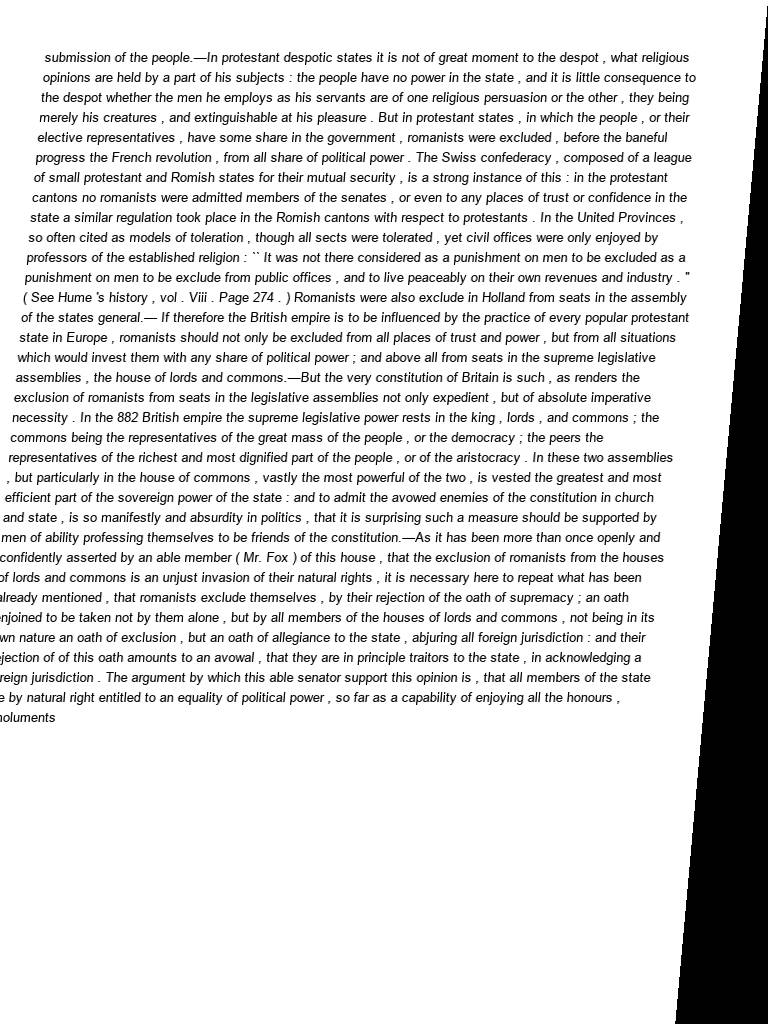 submission of the people.—In protestant despotic states it is not of great moment to the despot , what religious
opinions are held by a part of his subjects : the people have no power in the state , and it is little consequence to
the despot whether the men he employs as his servants are of one religious persuasion or the other , they being
merely his creatures , and extinguishable at his pleasure . But in protestant states , in which the people , or their
elective representatives , have some share in the government , romanists were excluded , before the baneful
progress the French revolution , from all share of political power . The Swiss confederacy , composed of a league
of small protestant and Romish states for their mutual security , is a strong instance of this : in the protestant
cantons no romanists were admitted members of the senates , or even to any places of trust or confidence in the
state a similar regulation took place in the Romish cantons with respect to protestants . In the United Provinces ,
so often cited as models of toleration , though all sects were tolerated , yet civil offices were only enjoyed by
professors of the established religion : `` It was not there considered as a punishment on men to be excluded as a
punishment on men to be exclude from public offices , and to live peaceably on their own revenues and industry . "
( See Hume 's history , vol . Viii . Page 274 . ) Romanists were also exclude in Holland from seats in the assembly
of the states general.— If therefore the British empire is to be influenced by the practice of every popular protestant
state in Europe , romanists should not only be excluded from all places of trust and power , but from all situations
which would invest them with any share of political power ; and above all from seats in the supreme legislative
assemblies , the house of lords and commons.—But the very constitution of Britain is such , as renders the
exclusion of romanists from seats in the legislative assemblies not only expedient , but of absolute imperative
necessity . In the 882 British empire the supreme legislative power rests in the king , lords , and commons ; the
commons being the representatives of the great mass of the people , or the democracy ; the peers the
representatives of the richest and most dignified part of the people , or of the aristocracy . In these two assemblies
, but particularly in the house of commons , vastly the most powerful of the two , is vested the greatest and most
efficient part of the sovereign power of the state : and to admit the avowed enemies of the constitution in church
and state , is so manifestly and absurdity in politics , that it is surprising such a measure should be supported by
men of ability professing themselves to be friends of the constitution.—As it has been more than once openly and
confidently asserted by an able member ( Mr. Fox ) of this house , that the exclusion of romanists from the houses
of lords and commons is an unjust invasion of their natural rights , it is necessary here to repeat what has been
already mentioned , that romanists exclude themselves , by their rejection of the oath of supremacy ; an oath
enjoined to be taken not by them alone , but by all members of the houses of lords and commons , not being in its
wn nature an oath of exclusion , but an oath of allegiance to the state , abjuring all foreign jurisdiction : and their
jection of of this oath amounts to an avowal , that they are in principle traitors to the state , in acknowledging a
reign jurisdiction . The argument by which this able senator support this opinion is , that all members of the state
e by natural right entitled to an equality of political power , so far as a capability of enjoying all the honours ,
noluments